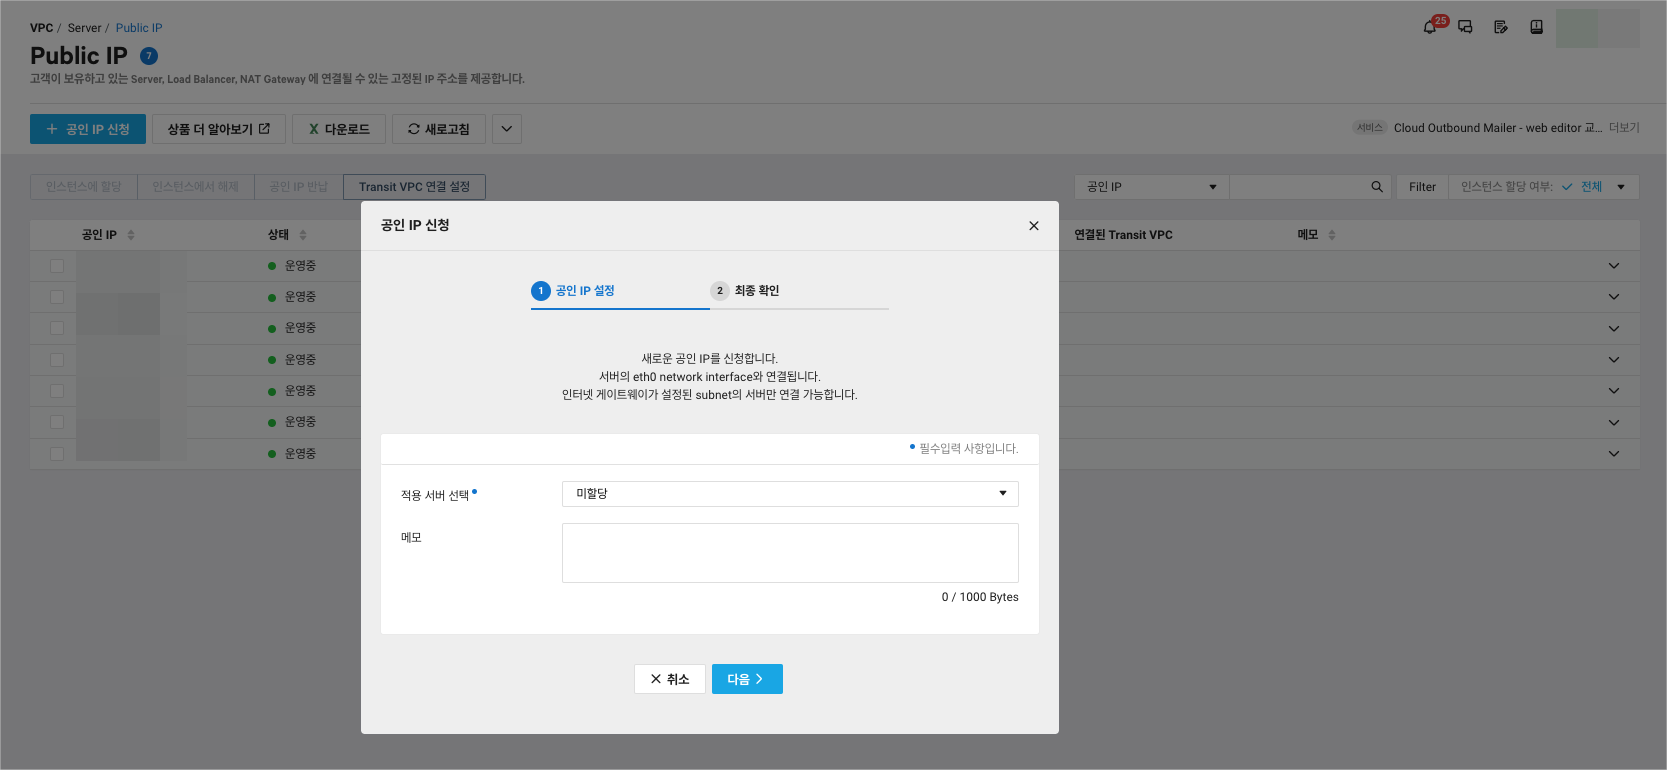 VPC / Server / Public IP
25
Public IP 7
고객이 보유하고 있는 Server, Load Balancer, NAT Gateway 에 연결될 수 있는 고정된 IP 주소를 제공합니다.
+ 공인 IP 신청 상품 더 알아보기 X 다운로드 새로고침
서비스 Cloud Outbound Mailer - web editor 교... 더보기
인스턴스에 할당 인스턴스에서 해제 공인 IP 반납 Transit VPC 연결 설정
공인 IP Filter 인스턴스 할당 여부: 전체
공인 IP 상태 연결된 Transit VPC 메모
운영중
운영중
운영중
운영중
운영중
운영중
운영중
공인 IP 신청
1 공인 IP 설정 2 최종 확인
새로운 공인 IP를 신청합니다.
서버의 eth0 network interface와 연결됩니다.
인터넷 게이트웨이가 설정된 subnet의 서버만 연결 가능합니다.
필수입력 사항입니다.
적용 서버 선택 미할당
메모
0 / 1000 Bytes
취소 다음